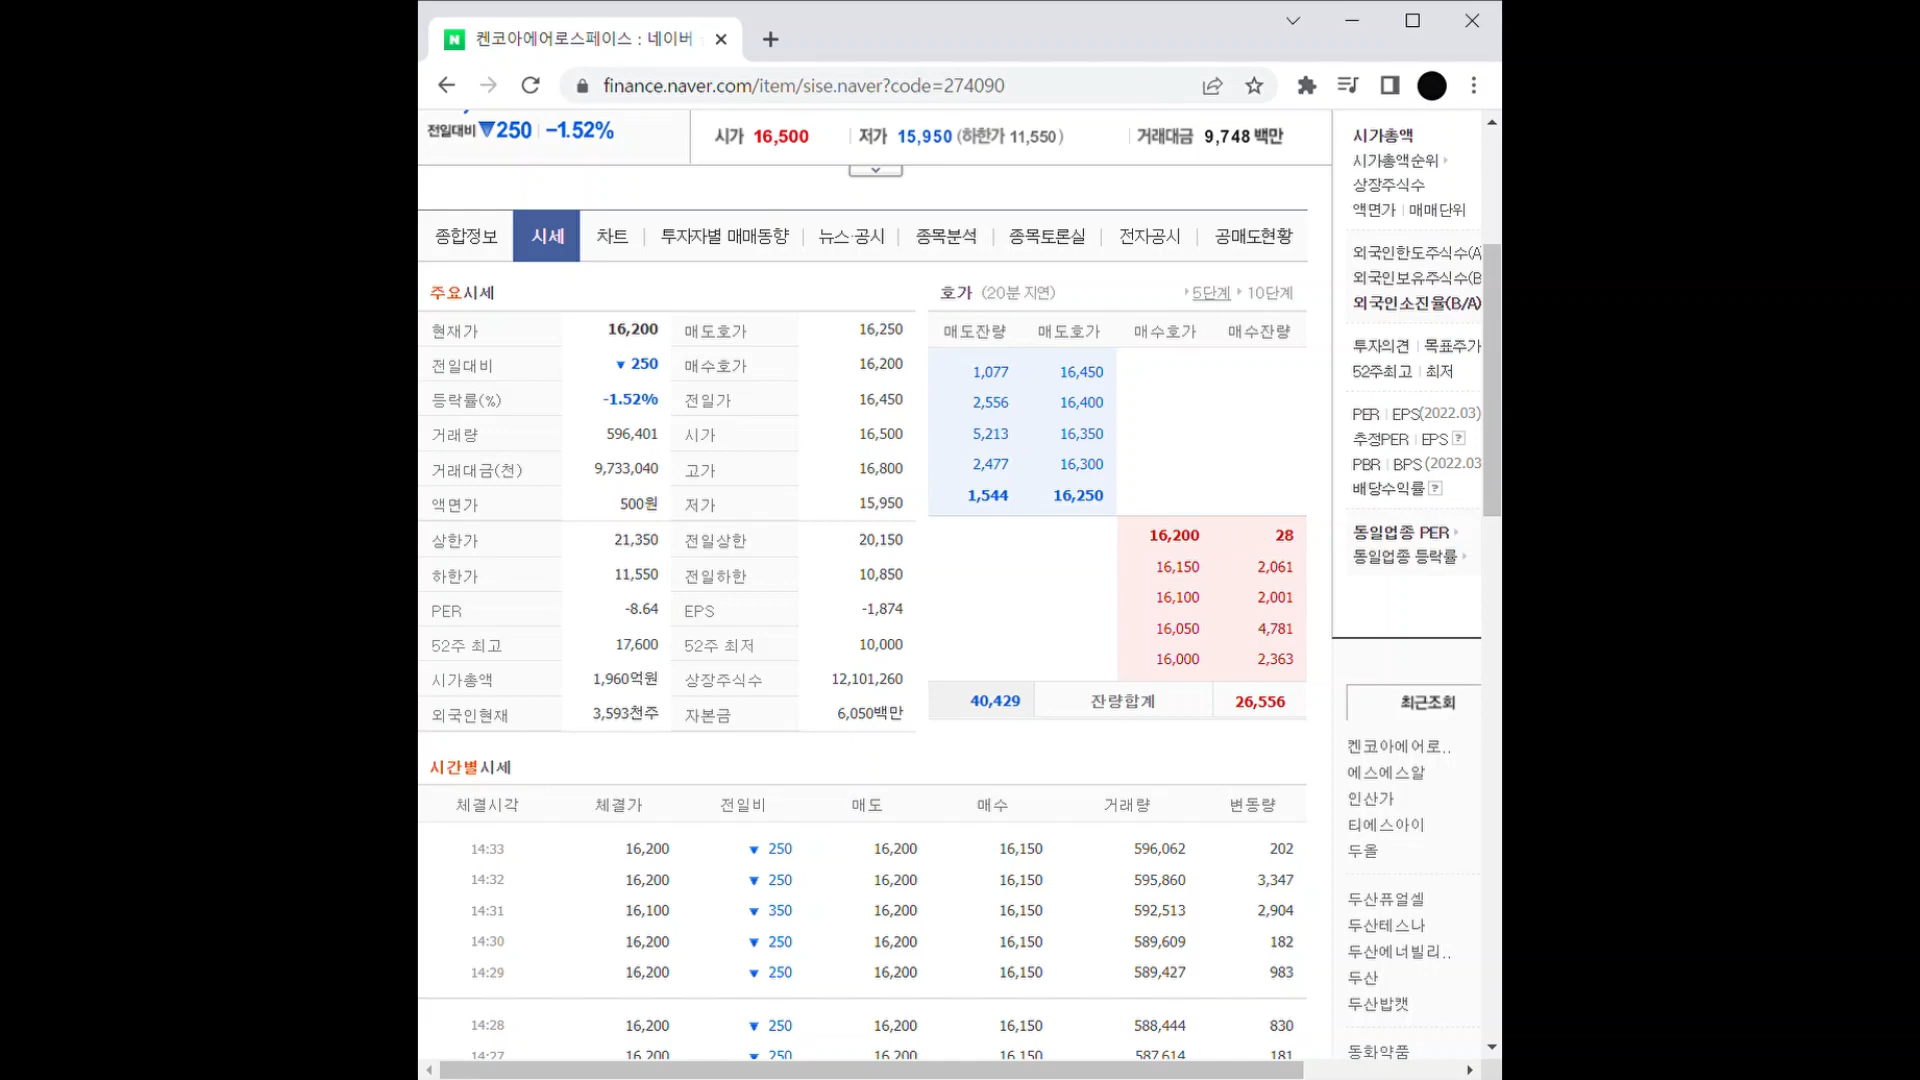 켄코아에어로스페이스 : 네이버
finance.naver.com/item/sise.naver?code=274090
전일대비 ▼250 -1.52%
시가 16,500 저가 15,950 (하한가 11,550) 거래대금 9,748 백만
종합정보 시세 차트 투자자별 매매동향 뉴스·공시 종목분석 종목토론실 전자공시 공매도현황
주요시세
현재가 16,200 매도호가 16,250
전일대비 ▼ 250 매수호가 16,200
등락률(%) -1.52% 전일가 16,450
거래량 596,401 시가 16,500
거래대금(천) 9,733,040 고가 16,800
액면가 500원 저가 15,950
상한가 21,350 전일상한 20,150
하한가 11,550 전일하한 10,850
PER -8.64 EPS -1,874
52주 최고 17,600 52주 최저 10,000
시가총액 1,960억원 상장주식수 12,101,260
외국인현재 3,593천주 자본금 6,050백만
호가 (20분 지연) 5단계 10단계
매도잔량 매도호가 매수호가 매수잔량
1,077 16,450
2,556 16,400
5,213 16,350
2,477 16,300
1,544 16,250
16,200 28
16,150 2,061
16,100 2,001
16,050 4,781
16,000 2,363
40,429 잔량합계 26,556
시간별시세
체결시각 체결가 전일비 매도 매수 거래량 변동량
14:33 16,200 ▼ 250 16,200 16,150 596,062 202
14:32 16,200 ▼ 250 16,200 16,150 595,860 3,347
14:31 16,100 ▼ 350 16,200 16,150 592,513 2,904
14:30 16,200 ▼ 250 16,200 16,150 589,609 182
14:29 16,200 ▼ 250 16,200 16,150 589,427 983
14:28 16,200 ▼ 250 16,200 16,150 588,444 830
14:27 16,200 ▼ 250 16,200 16,150 587,614 181
시가총액
시가총액순위
상장주식수
액면가 | 매매단위
외국인한도주식수(A
외국인보유주식수(B
외국인소진율(B/A)
투자의견 | 목표주가
52주최고 | 최저
PER | EPS(2022.03)
추정PER | EPS ?
PBR | BPS (2022.03
배당수익률 ?
동일업종 PER
동일업종 등락률
최근조회
켄코아에어로..
에스에스알
인산가
티에스아이
두올
두산퓨얼셀
두산테스나
두산에너빌리..
두산
두산밥캣
동화약품